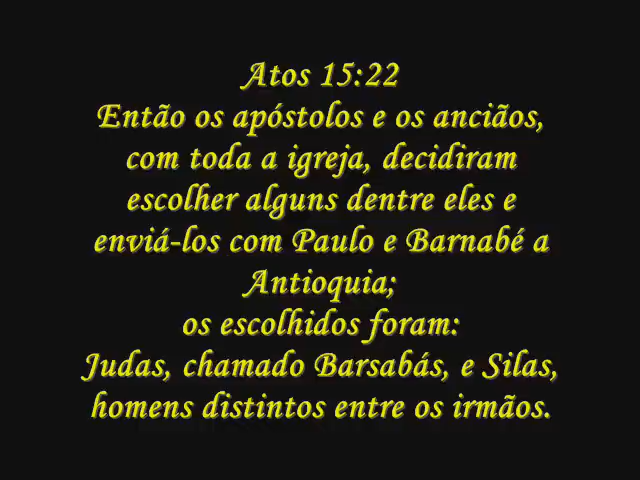 Atos 15:22
Então os apóstolos e os anciãos,
com toda a igreja, decidiram
escolher alguns dentre eles e
enviá-los com Paulo e Barnabé a
Antioquia;
os escolhidos foram:
Judas, chamado Barsabás, e Silas,
homens distintos entre os irmãos.